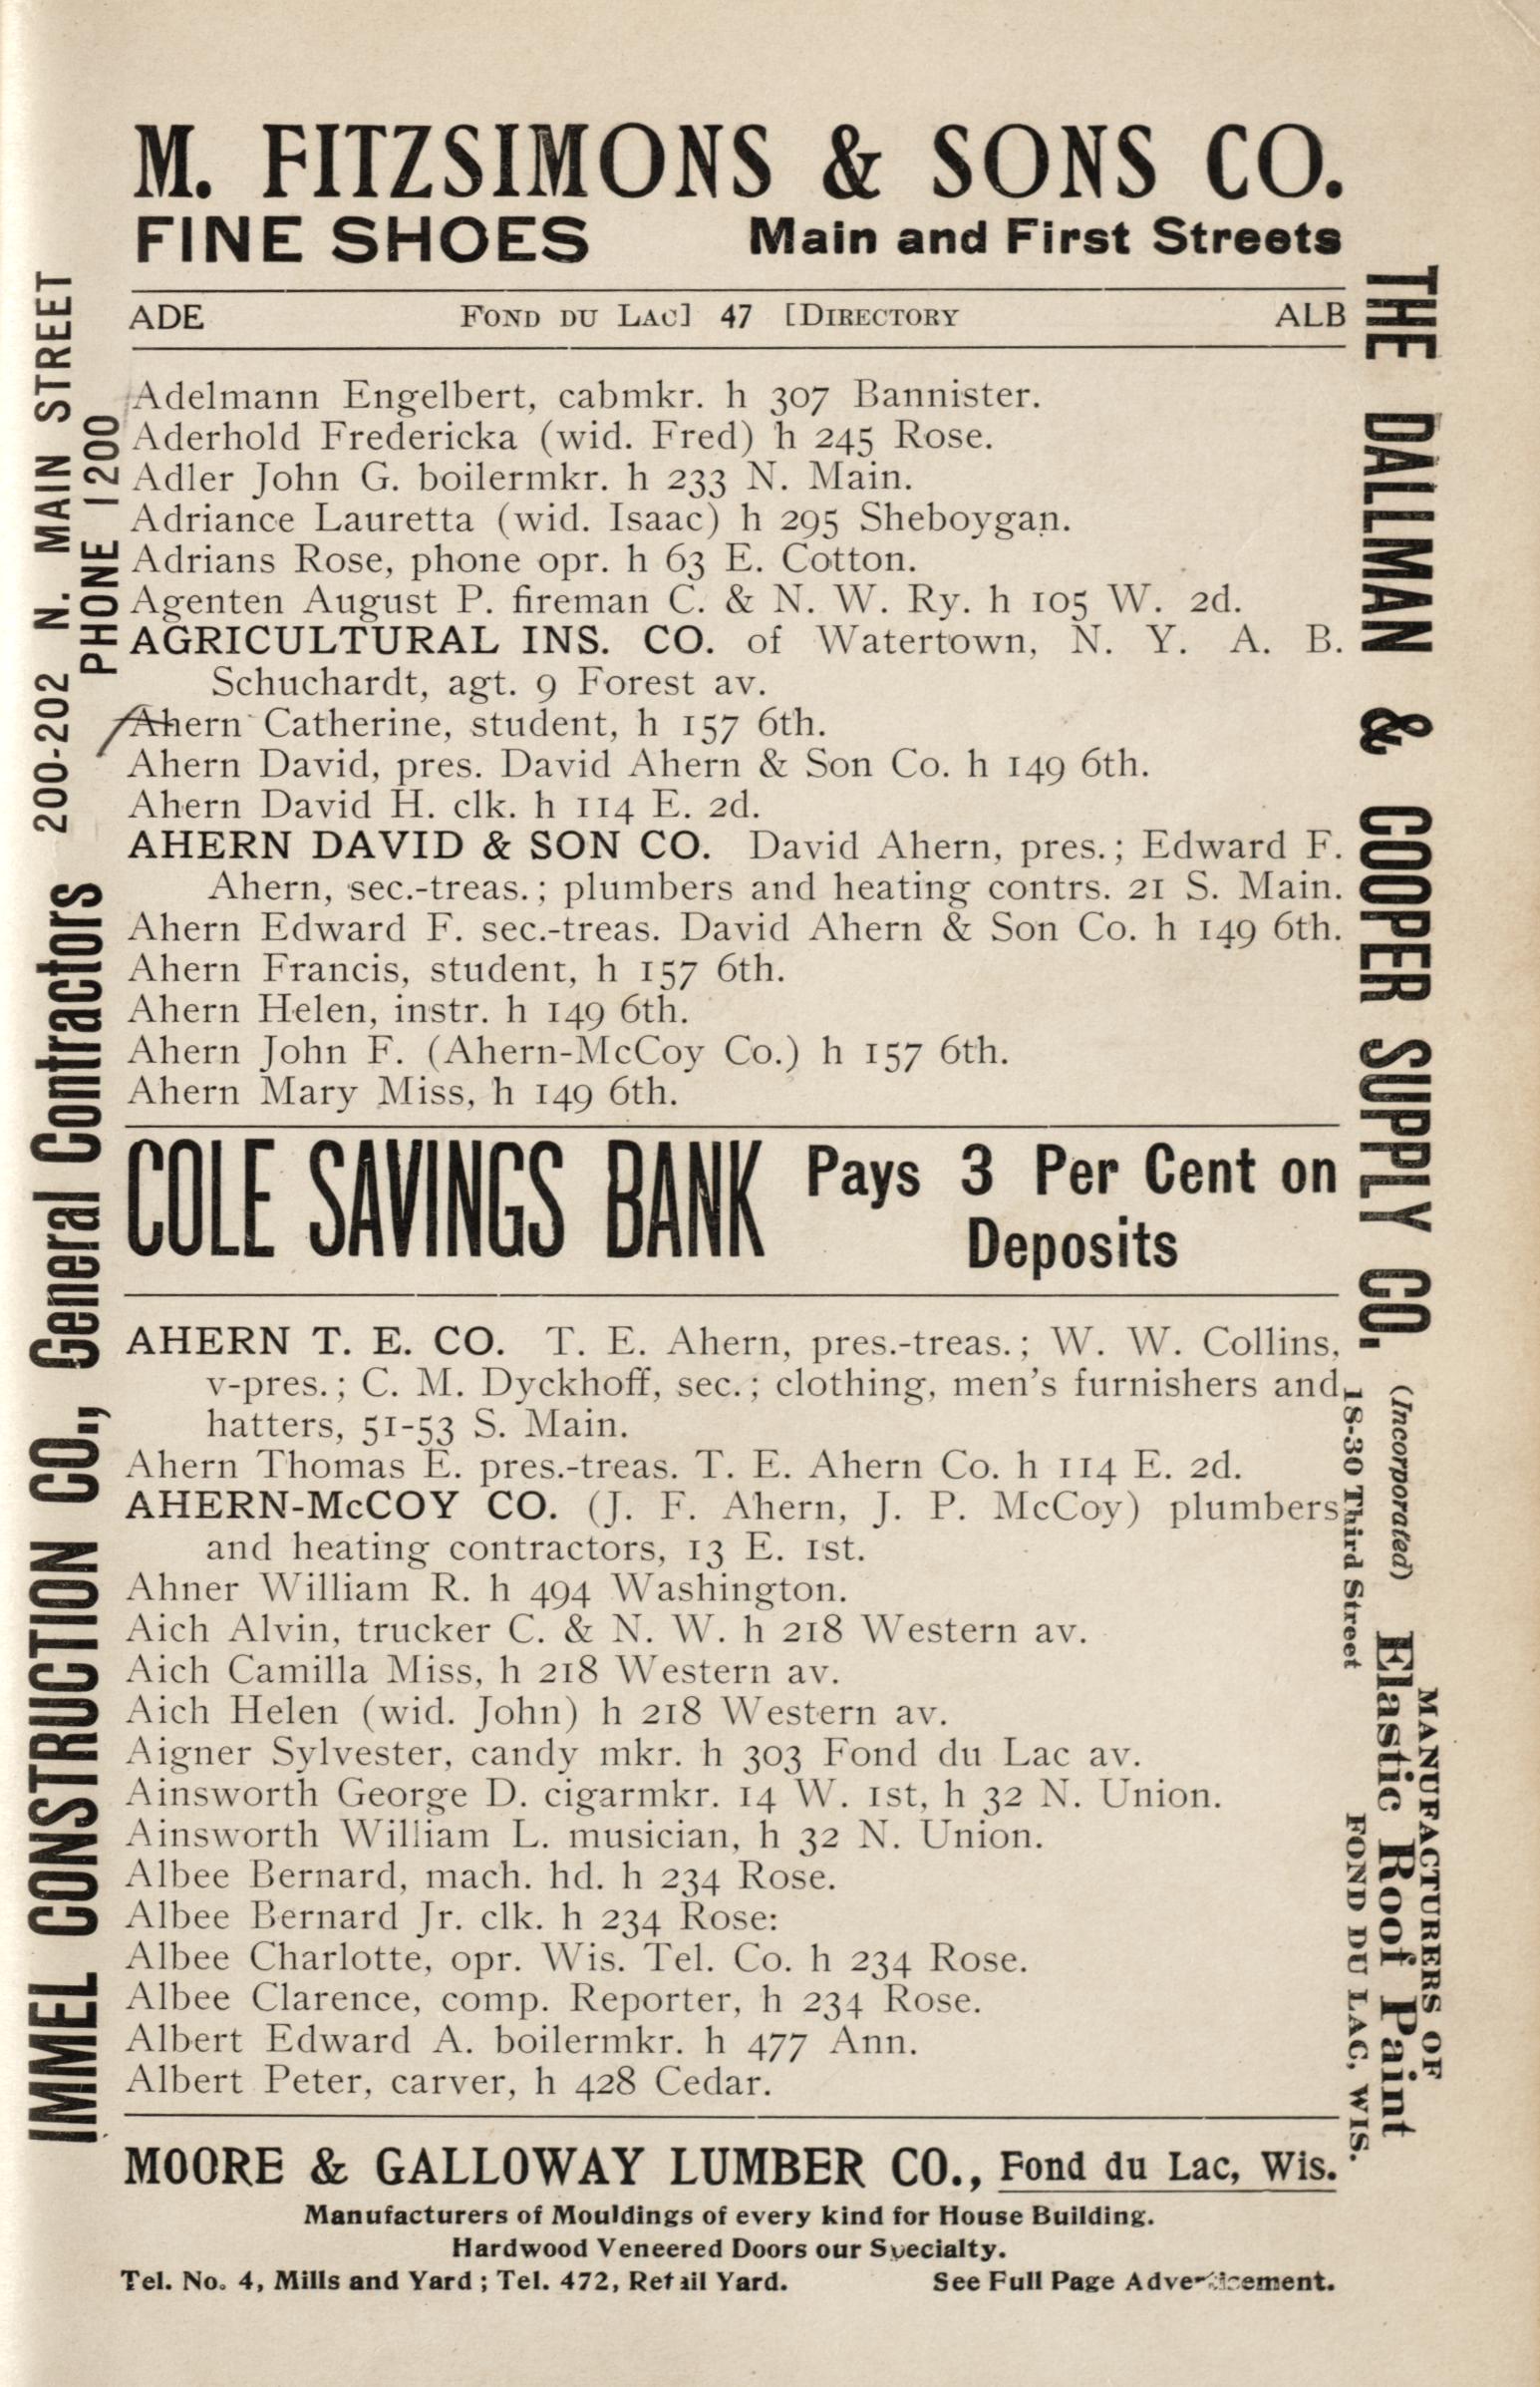 M. FITZSIMONS & SONS CO.
FINE SHOES Main and First Streets
ADE FOND DU LAC] 47 [DIRECTORY ALB
Adelmann Engelbert, cabmkr. h 307 Bannister.
Aderhold Fredericka (wid. Fred) h 245 Rose.
Adler John G. boilermkr. h 233 N. Main.
Adriance Lauretta (wid. Isaac) h 295 Sheboygan.
Adrians Rose, phone opr. h 63 E. Cotton.
Agenten August P. fireman C. & N. W. Ry. h 105 W. 2d.
AGRICULTURAL INS. CO. of Watertown, N. Y. A. B.
Schuchardt, agt. 9 Forest av.
Ahern Catherine, student, h 157 6th.
Ahern David, pres. David Ahern & Son Co. h 149 6th.
Ahern David H. clk. h 114 E. 2d.
AHERN DAVID & SON CO. David Ahern, pres.; Edward F.
Ahern, sec.-treas.; plumbers and heating contrs. 21 S. Main.
Ahern Edward F. sec.-treas. David Ahern & Son Co. h 149 6th.
Ahern Francis, student, h 157 6th.
Ahern Helen, instr. h 149 6th.
Ahern John F. (Ahern-McCoy Co.) h 157 6th.
Ahern Mary Miss, h 149 6th.
COLE SAVINGS BANK Pays 3 Per Cent on
Deposits
AHERN T. E. CO. T. E. Ahern, pres.-treas.; W. W. Collins,
v-pres.; C. M. Dyckhoff, sec.; clothing, men's furnishers and
hatters, 51-53 S. Main.
Ahern Thomas E. pres.-treas. T. E. Ahern Co. h 114 E. 2d.
AHERN-McCOY CO. (J. F. Ahern, J. P. McCoy) plumbers
and heating contractors, 13 E. 1st.
Ahner William R. h 494 Washington.
Aich Alvin, trucker C. & N. W. h 218 Western av.
Aich Camilla Miss, h 218 Western av.
Aich Helen (wid. John) h 218 Western av.
Aigner Sylvester, candy mkr. h 303 Fond du Lac av.
Ainsworth George D. cigarmkr. 14 W. 1st, h 32 N. Union.
Ainsworth William L. musician, h 32 N. Union.
Albee Bernard, mach. hd. h 234 Rose.
Albee Bernard Jr. clk. h 234 Rose:
Albee Charlotte, opr. Wis. Tel. Co. h 234 Rose.
Albee Clarence, comp. Reporter, h 234 Rose.
Albert Edward A. boilermkr. h 477 Ann.
Albert Peter, carver, h 428 Cedar.
MOORE & GALLOWAY LUMBER CO., Fond du Lac, Wis.
Manufacturers of Mouldings of every kind for House Building.
Hardwood Veneered Doors our Specialty.
Tel. No. 4, Mills and Yard; Tel. 472, Retail Yard. See Full Page Advertisement.
IMMEL CONSTRUCTION CO., General Contractors 200-202 N. MAIN STREET
PHONE 1200
THE DALLMAN & COOPER SUPPLY CO. (Incorporated)
MANUFACTURERS OF
Elastic Roof Paint
18-30 Third Street FOND DU LAC, WIS.